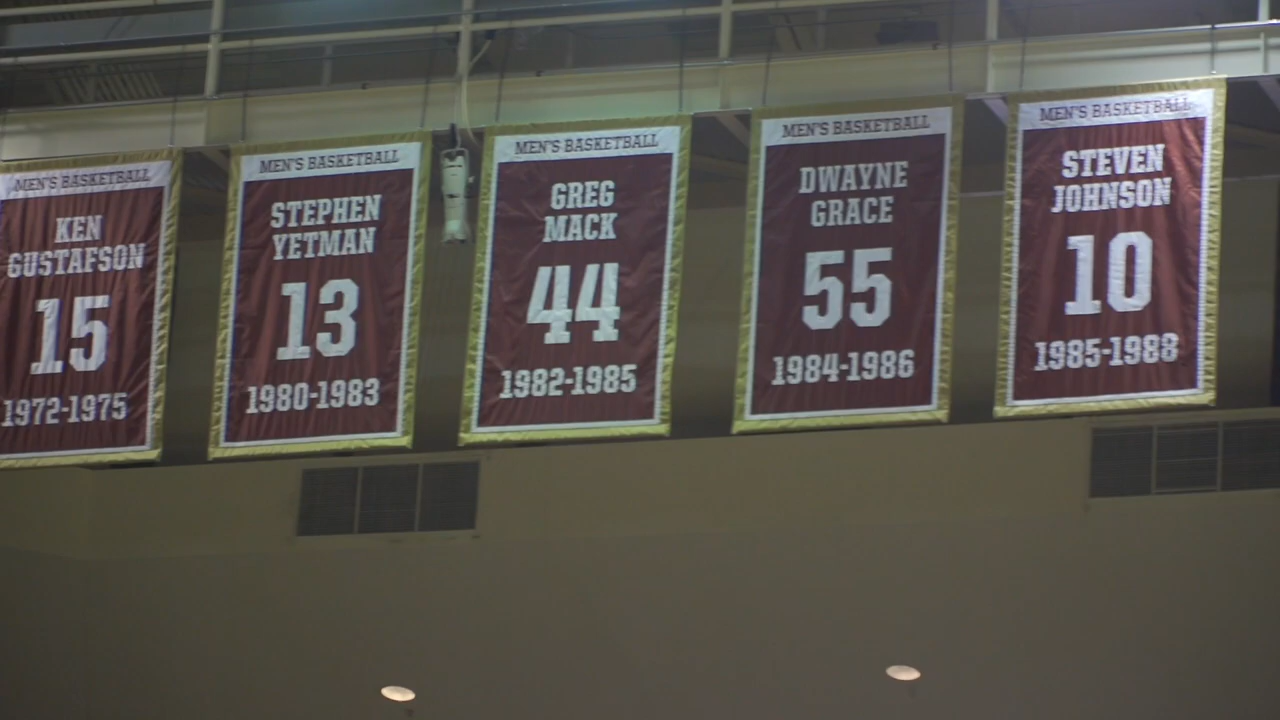 MEN'S BASKETBALL
KEN
GUSTAFSON
15
1972-1975
MEN'S BASKETBALL
STEPHEN
YETMAN
13
1980-1983
MEN'S BASKETBALL
GREG
MACK
44
1982-1985
MEN'S BASKETBALL
DWAYNE
GRACE
55
1984-1986
MEN'S BASKETBALL
STEVEN
JOHNSON
10
1985-1988